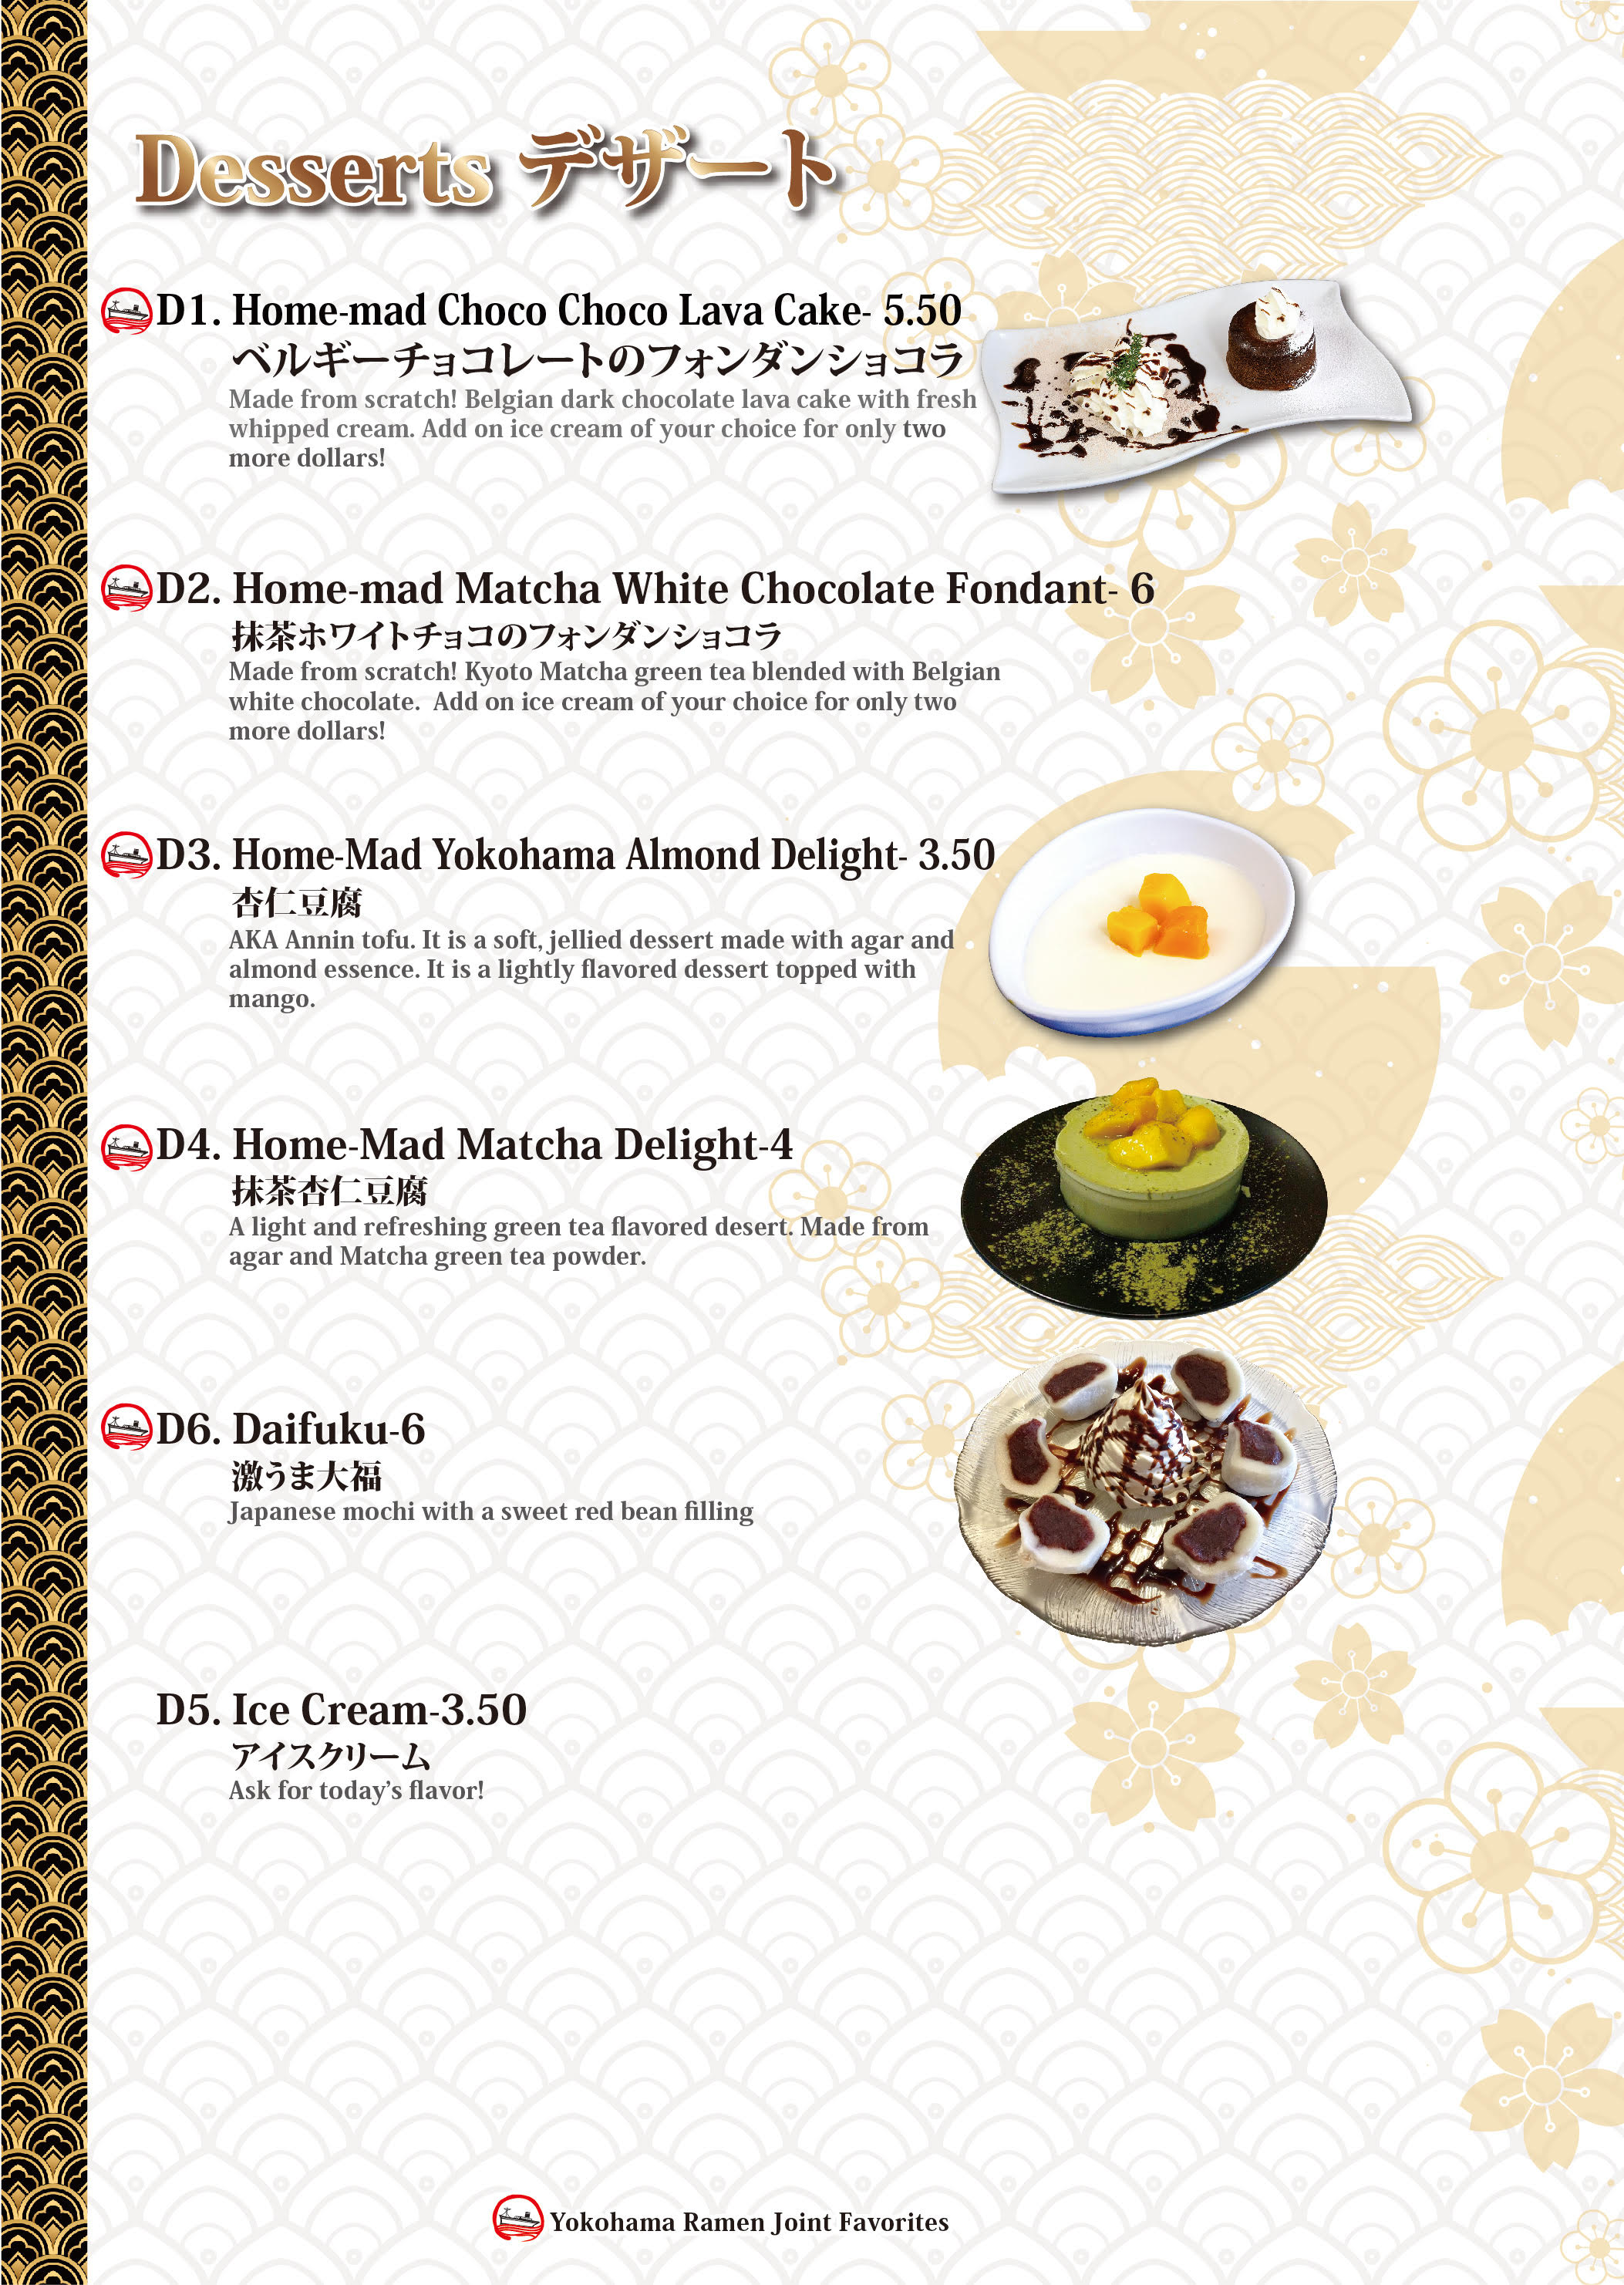 Desserts デザート
D1. Home-mad Choco Choco Lava Cake- 5.50
ベルギーチョコレートのフォンダンショコラ
Made from scratch! Belgian dark chocolate lava cake with fresh
whipped cream. Add on ice cream of your choice for only two
more dollars!
D2. Home-mad Matcha White Chocolate Fondant- 6
抹茶ホワイトチョコのフォンダンショコラ
Made from scratch! Kyoto Matcha green tea blended with Belgian
white chocolate.  Add on ice cream of your choice for only two
more dollars!
D3. Home-Mad Yokohama Almond Delight- 3.50
杏仁豆腐
AKA Annin tofu. It is a soft, jellied dessert made with agar and
almond essence. It is a lightly flavored dessert topped with
mango.
D4. Home-Mad Matcha Delight-4
抹茶杏仁豆腐
A light and refreshing green tea flavored desert. Made from
agar and Matcha green tea powder.
D6. Daifuku-6
激うま大福
Japanese mochi with a sweet red bean filling
D5. Ice Cream-3.50
アイスクリーム
Ask for today’s flavor!
Yokohama Ramen Joint Favorites